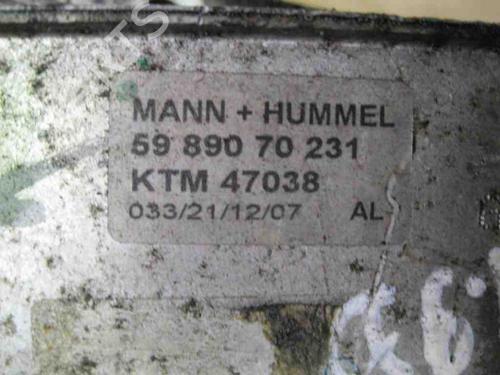 MANN + HUMMEL
59 890 70 231
KTM 47038
033/21/12/07 AL